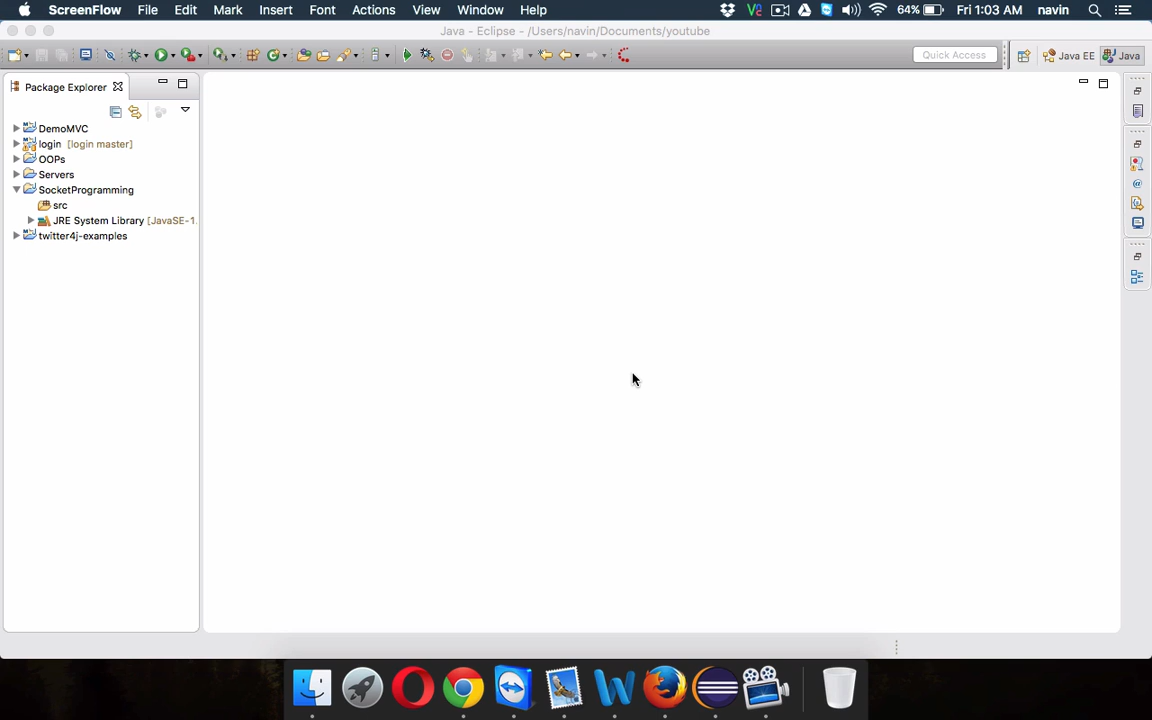 ScreenFlow File Edit Mark Insert Font Actions View Window Help 64% Fri 1:03 AM navin
Java - Eclipse - /Users/navin/Documents/youtube
Quick Access Java EE Java
Package Explorer
DemoMVC
login [login master]
OOPs
Servers
SocketProgramming
src
JRE System Library [JavaSE-1.
twitter4j-examples